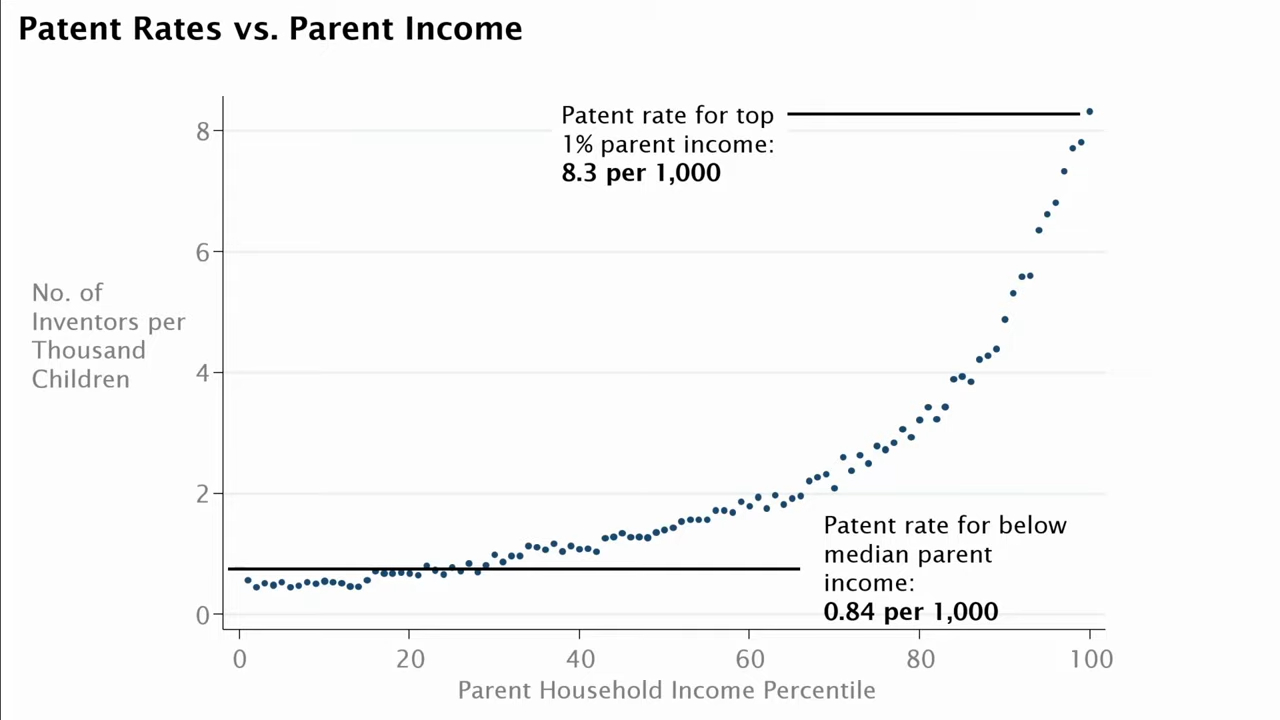 Patent Rates vs. Parent Income
Patent rate for top
1% parent income:
8.3 per 1,000
8
6
4
2
0
No. of
Inventors per
Thousand
Children
Patent rate for below
median parent
income:
0.84 per 1,000
0 20 40 60 80 100
Parent Household Income Percentile